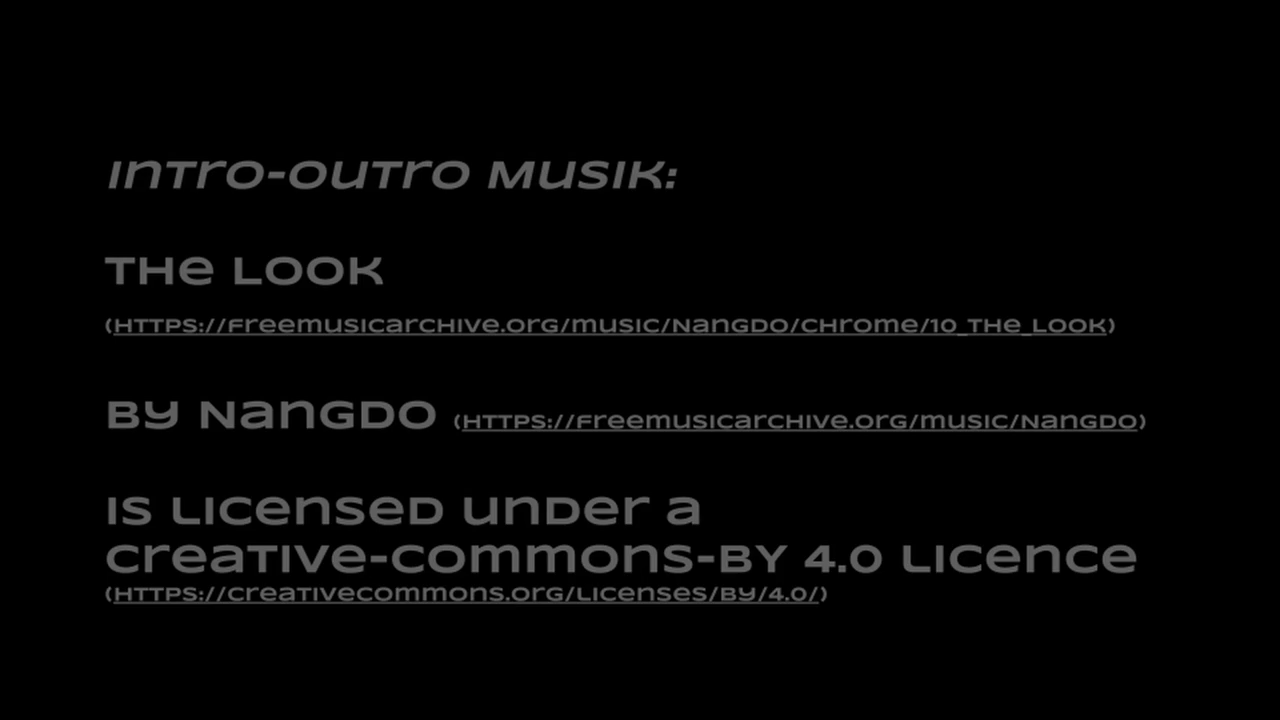 Intro-Outro Musik:
The Look
(https://freemusicarchive.org/music/Nangdo/Chrome/10_The_Look)
by Nangdo (https://freemusicarchive.org/music/Nangdo)
is licensed under a
Creative-Commons-BY 4.0 Licence
(https://creativecommons.org/licenses/by/4.0/)